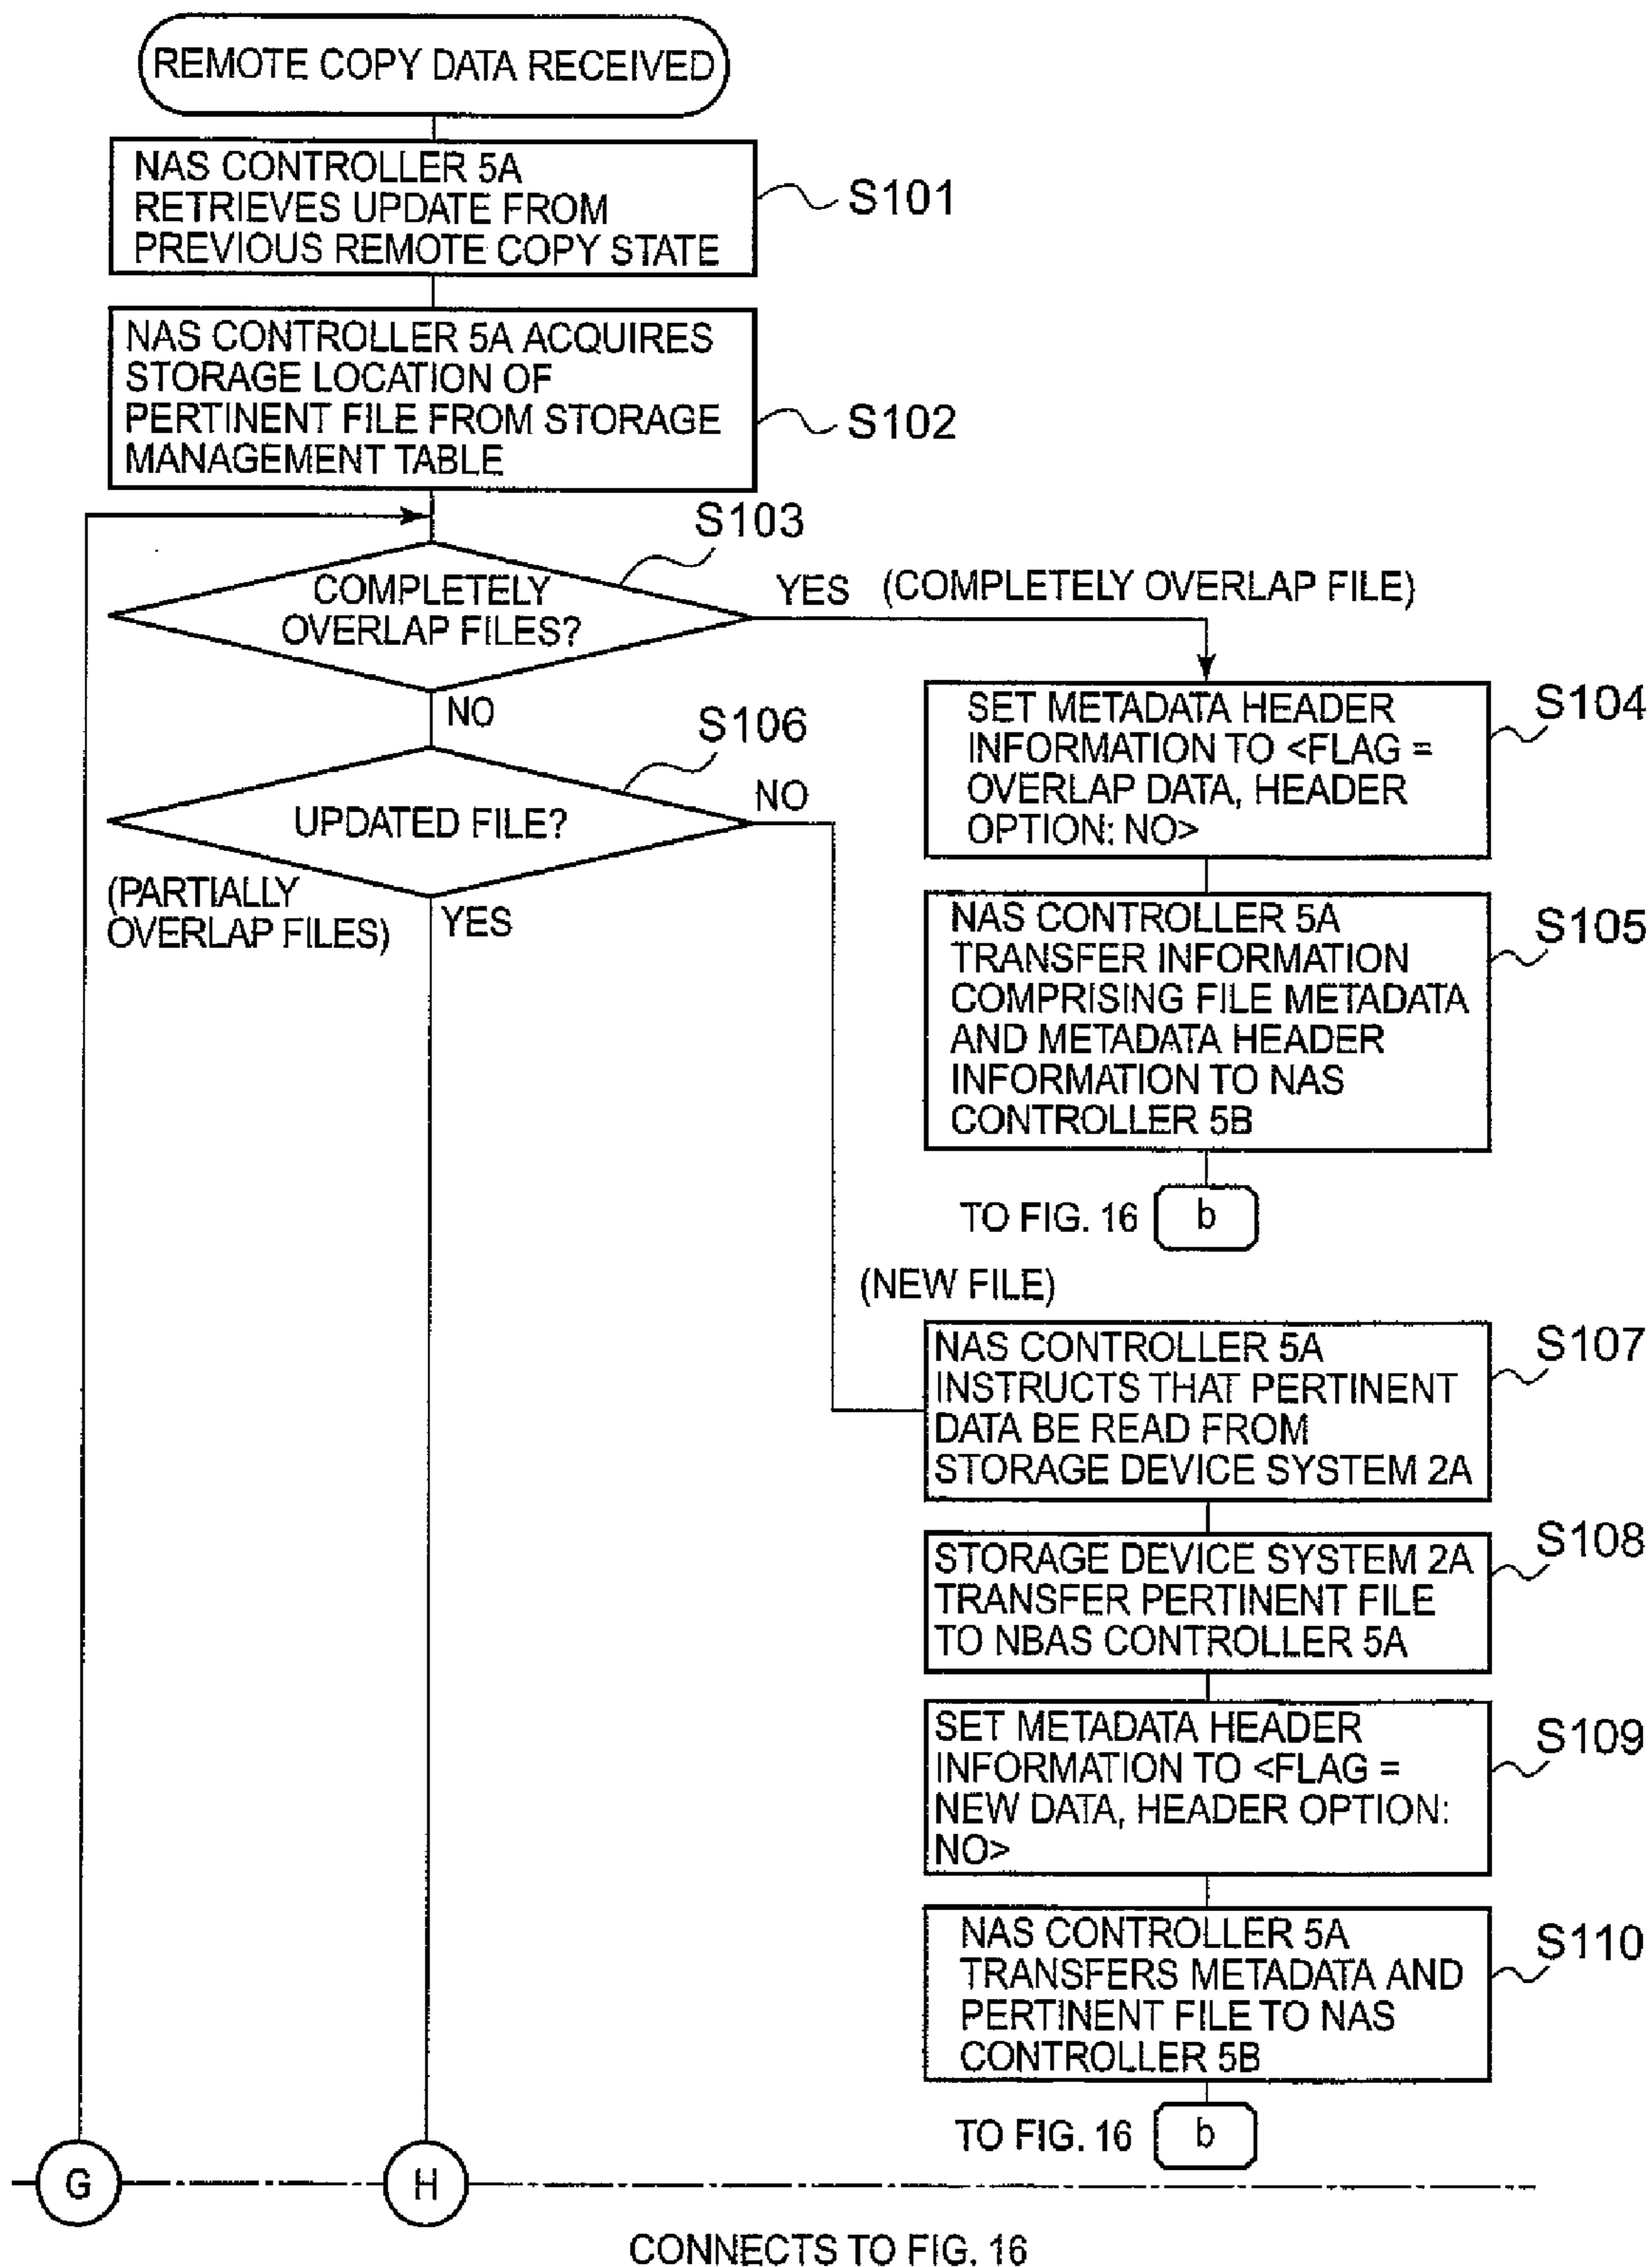 REMOTE COPY DATA RECEIVED
NAS CONTROLLER 5A
RETRIEVES UPDATE FROM
PREVIOUS REMOTE COPY STATE
S101
NAS CONTROLLER 5A ACQUIRES
STORAGE LOCATION OF
PERTINENT FILE FROM STORAGE
MANAGEMENT TABLE
S102
S103
COMPLETELY
OVERLAP FILES?
YES (COMPLETELY OVERLAP FILE)
NO
SET METADATA HEADER
INFORMATION TO <FLAG =
OVERLAP DATA, HEADER
OPTION: NO>
S104
S106
UPDATED FILE?
NO
(PARTIALLY
OVERLAP FILES)
YES
NAS CONTROLLER 5A
TRANSFER INFORMATION
COMPRISING FILE METADATA
AND METADATA HEADER
INFORMATION TO NAS
CONTROLLER 5B
S105
TO FIG. 16 b
(NEW FILE)
NAS CONTROLLER 5A
INSTRUCTS THAT PERTINENT
DATA BE READ FROM
STORAGE DEVICE SYSTEM 2A
S107
STORAGE DEVICE SYSTEM 2A
TRANSFER PERTINENT FILE
TO NBAS CONTROLLER 5A
S108
SET METADATA HEADER
INFORMATION TO <FLAG =
NEW DATA, HEADER OPTION:
NO>
S109
NAS CONTROLLER 5A
TRANSFERS METADATA AND
PERTINENT FILE TO NAS
CONTROLLER 5B
S110
TO FIG. 16 b
G
H
CONNECTS TO FIG. 16